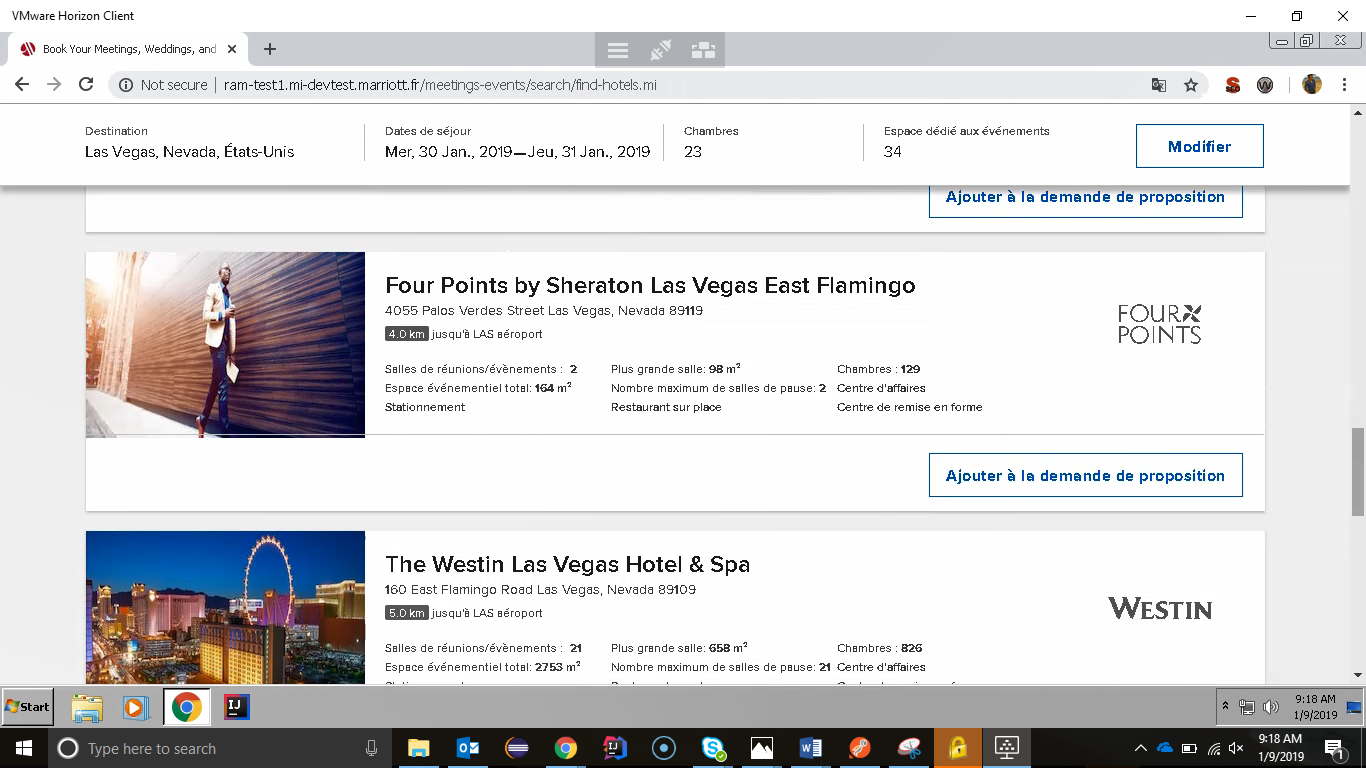 VMware Horizon Client
Book Your Meetings, Weddings, and
Not secure | ram-test1.mi-devtest.marriott.fr/meetings-events/search/find-hotels.mi
Destination
Las Vegas, Nevada, États-Unis
Dates de séjour
Mer, 30 Jan., 2019—Jeu, 31 Jan., 2019
Chambres
23
Espace dédié aux événements
34
Modifier
Ajouter à la demande de proposition
Four Points by Sheraton Las Vegas East Flamingo
4055 Palos Verdes Street Las Vegas, Nevada 89119
4.0 km jusqu'à LAS aéroport
FOUR POINTS
Salles de réunions/évènements : 2
Plus grande salle: 98 m²
Chambres : 129
Espace événementiel total: 164 m²
Nombre maximum de salles de pause: 2
Centre d'affaires
Stationnement
Restaurant sur place
Centre de remise en forme
Ajouter à la demande de proposition
The Westin Las Vegas Hotel & Spa
160 East Flamingo Road Las Vegas, Nevada 89109
5.0 km jusqu'à LAS aéroport
WESTIN
Salles de réunions/évènements : 21
Plus grande salle: 658 m²
Chambres : 826
Espace événementiel total: 2753 m²
Nombre maximum de salles de pause: 21
Centre d'affaires
Start
9:18 AM
1/9/2019
Type here to search
9:18 AM
1/9/2019